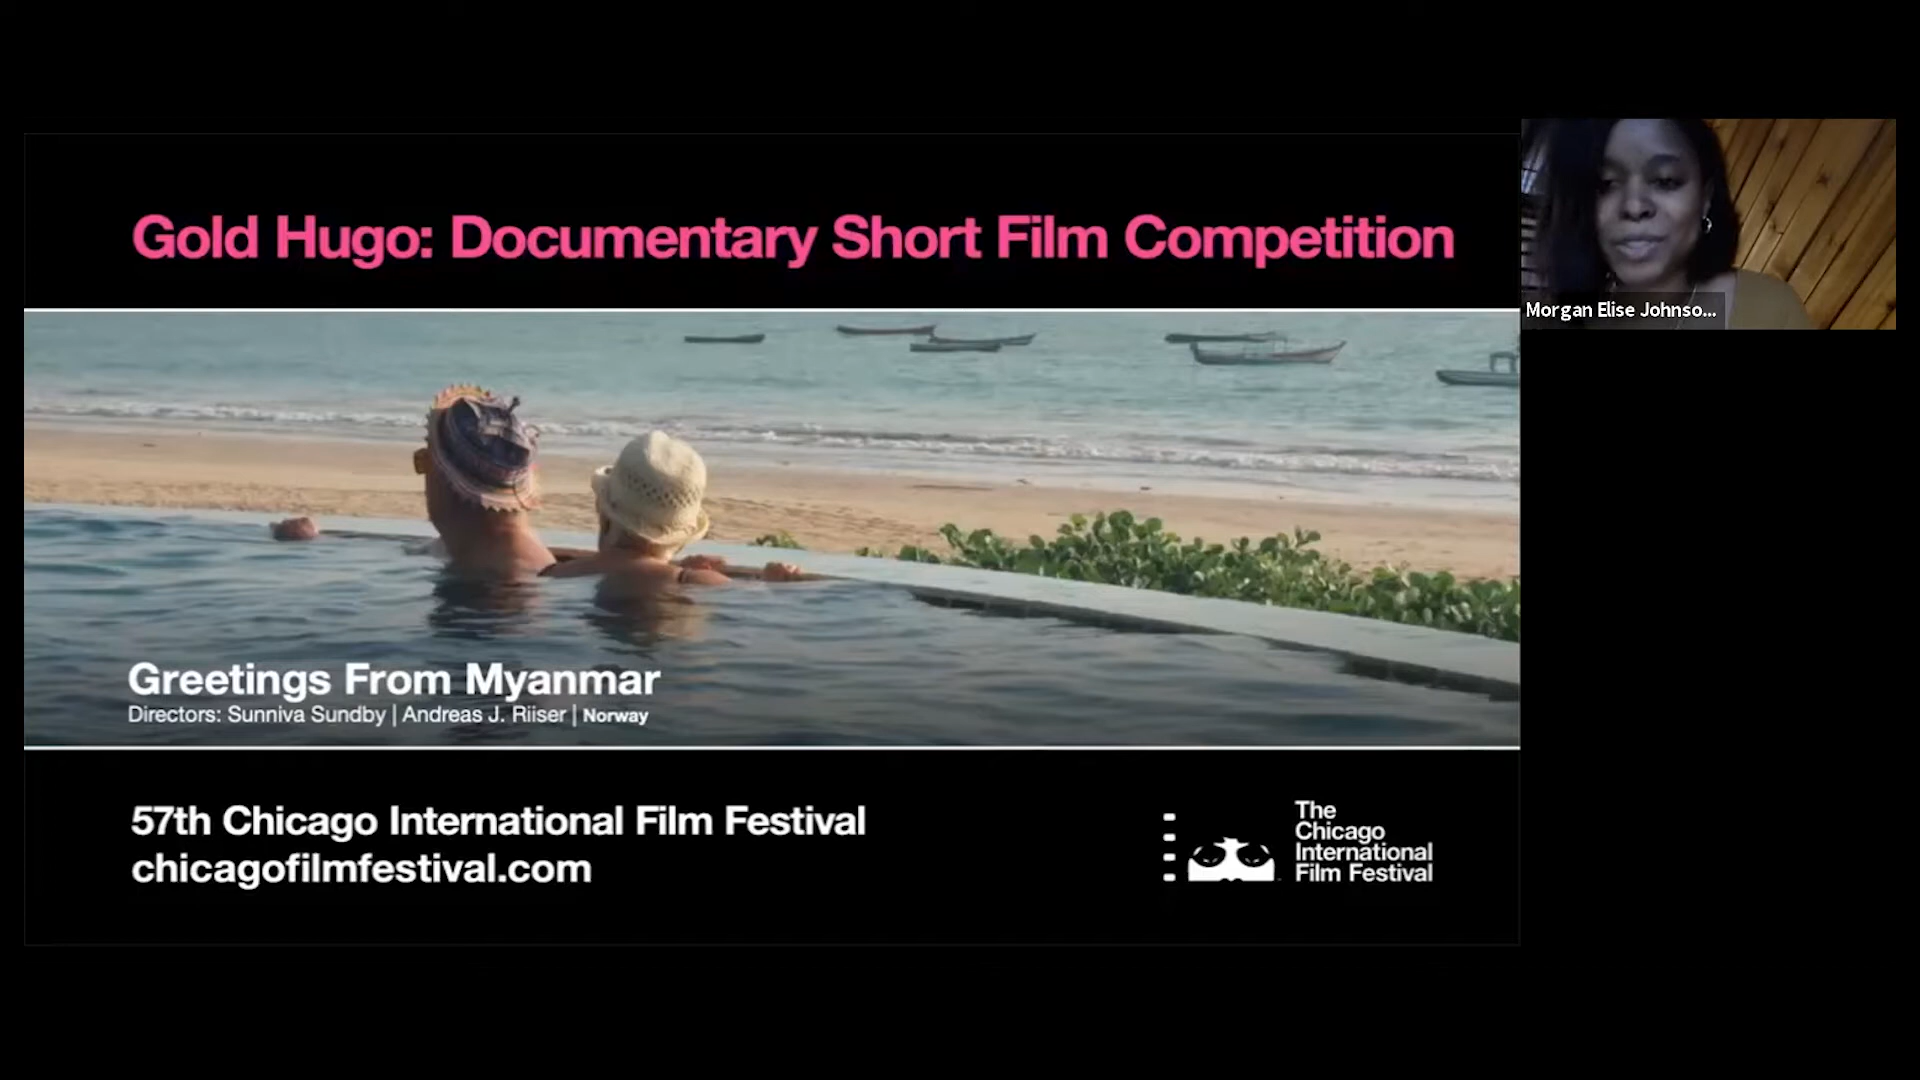 Gold Hugo: Documentary Short Film Competition
Morgan Elise Johnso...
Greetings From Myanmar
Directors: Sunniva Sundby | Andreas J. Riiser | Norway
57th Chicago International Film Festival
chicagofilmfestival.com
The
Chicago
International
Film Festival